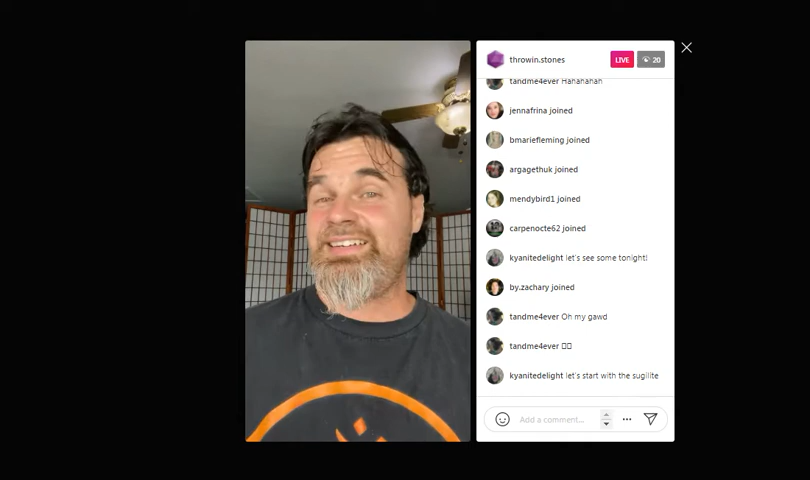 throwin.stones LIVE 20
tandme4ever Hahahahah
jennafrina joined
bmariefleming joined
argagethuk joined
mendybird1 joined
carpenocte62 joined
kyanitedelight let's see some tonight!
by.zachary joined
tandme4ever Oh my gawd
tandme4ever
kyanitedelight let's start with the sugilite
Add a comment...